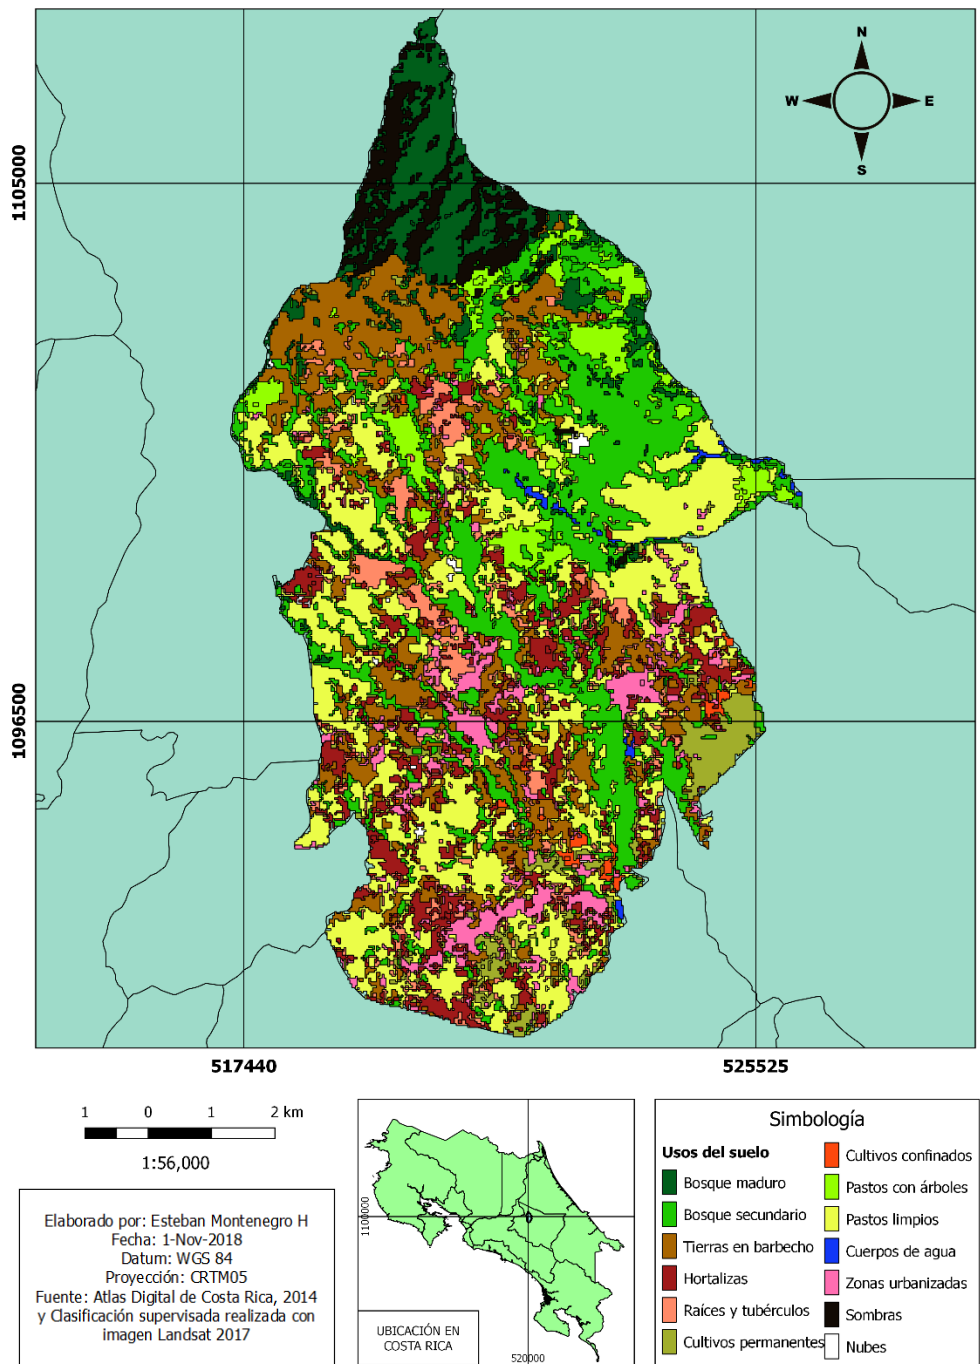 N
W E
S
1105000
1096500
517440 525525
1 0 1 2 km
1:56,000
Elaborado por: Esteban Montenegro H
Fecha: 1-Nov-2018
Datum: WGS 84
Proyección: CRTM05
Fuente: Atlas Digital de Costa Rica, 2014
y Clasificación supervisada realizada con
imagen Landsat 2017
1100000
UBICACIÓN EN
COSTA RICA
520000
Simbología
Usos del suelo
Bosque maduro
Bosque secundario
Tierras en barbecho
Hortalizas
Raíces y tubérculos
Cultivos permanentes
Cultivos confinados
Pastos con árboles
Pastos limpios
Cuerpos de agua
Zonas urbanizadas
Sombras
Nubes